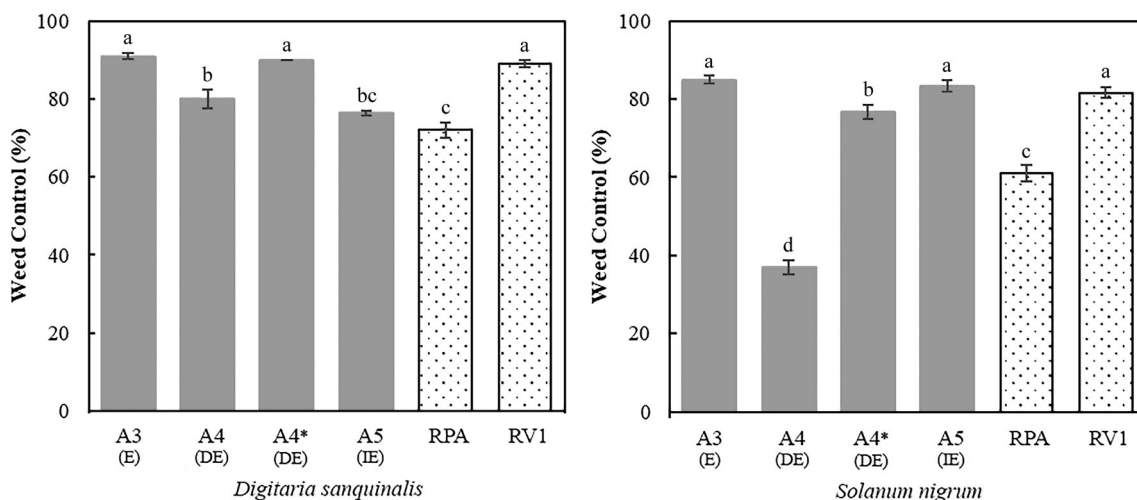 Weed Control (%)
100
80
60
40
20
0
a
b
a
bc
c
a
A3 A4 A4* A5 RPA RV1
(E) (DE) (DE) (IE)
Digitaria sanquinalis
Weed Control (%)
100
80
60
40
20
0
a
d
b
a
c
a
A3 A4 A4* A5 RPA RV1
(E) (DE) (DE) (IE)
Solanum nigrum